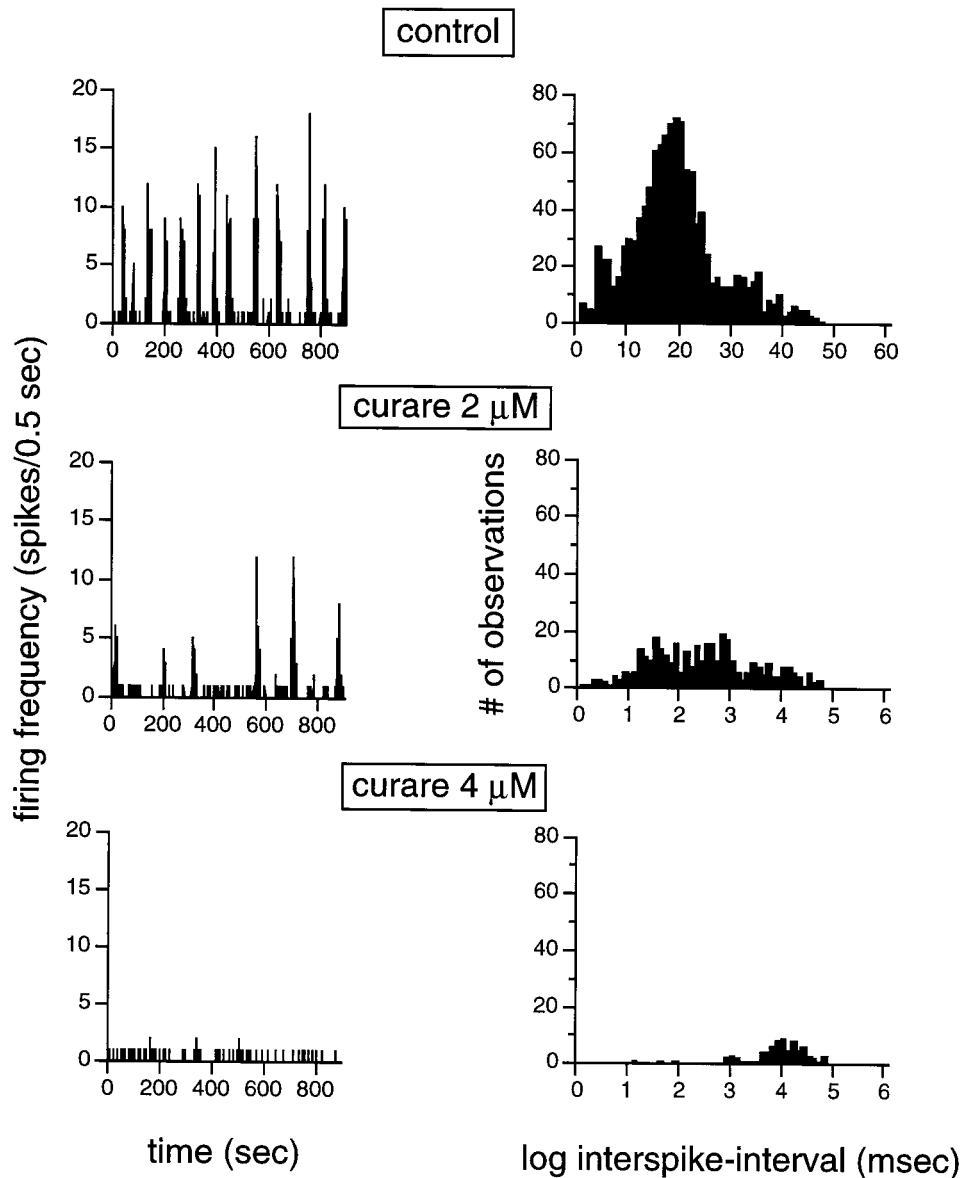 control
20
15
10
5
0
0 200 400 600 800
80
60
40
20
0
0 10 20 30 40 50 60
curare 2 μM
firing frequency (spikes/0.5 sec)
20
15
10
5
0
0 200 400 600 800
# of observations
80
60
40
20
0
0 1 2 3 4 5 6
curare 4 μM
20
15
10
5
0
0 200 400 600 800
80
60
40
20
0
0 1 2 3 4 5 6
time (sec)
log interspike-interval (msec)